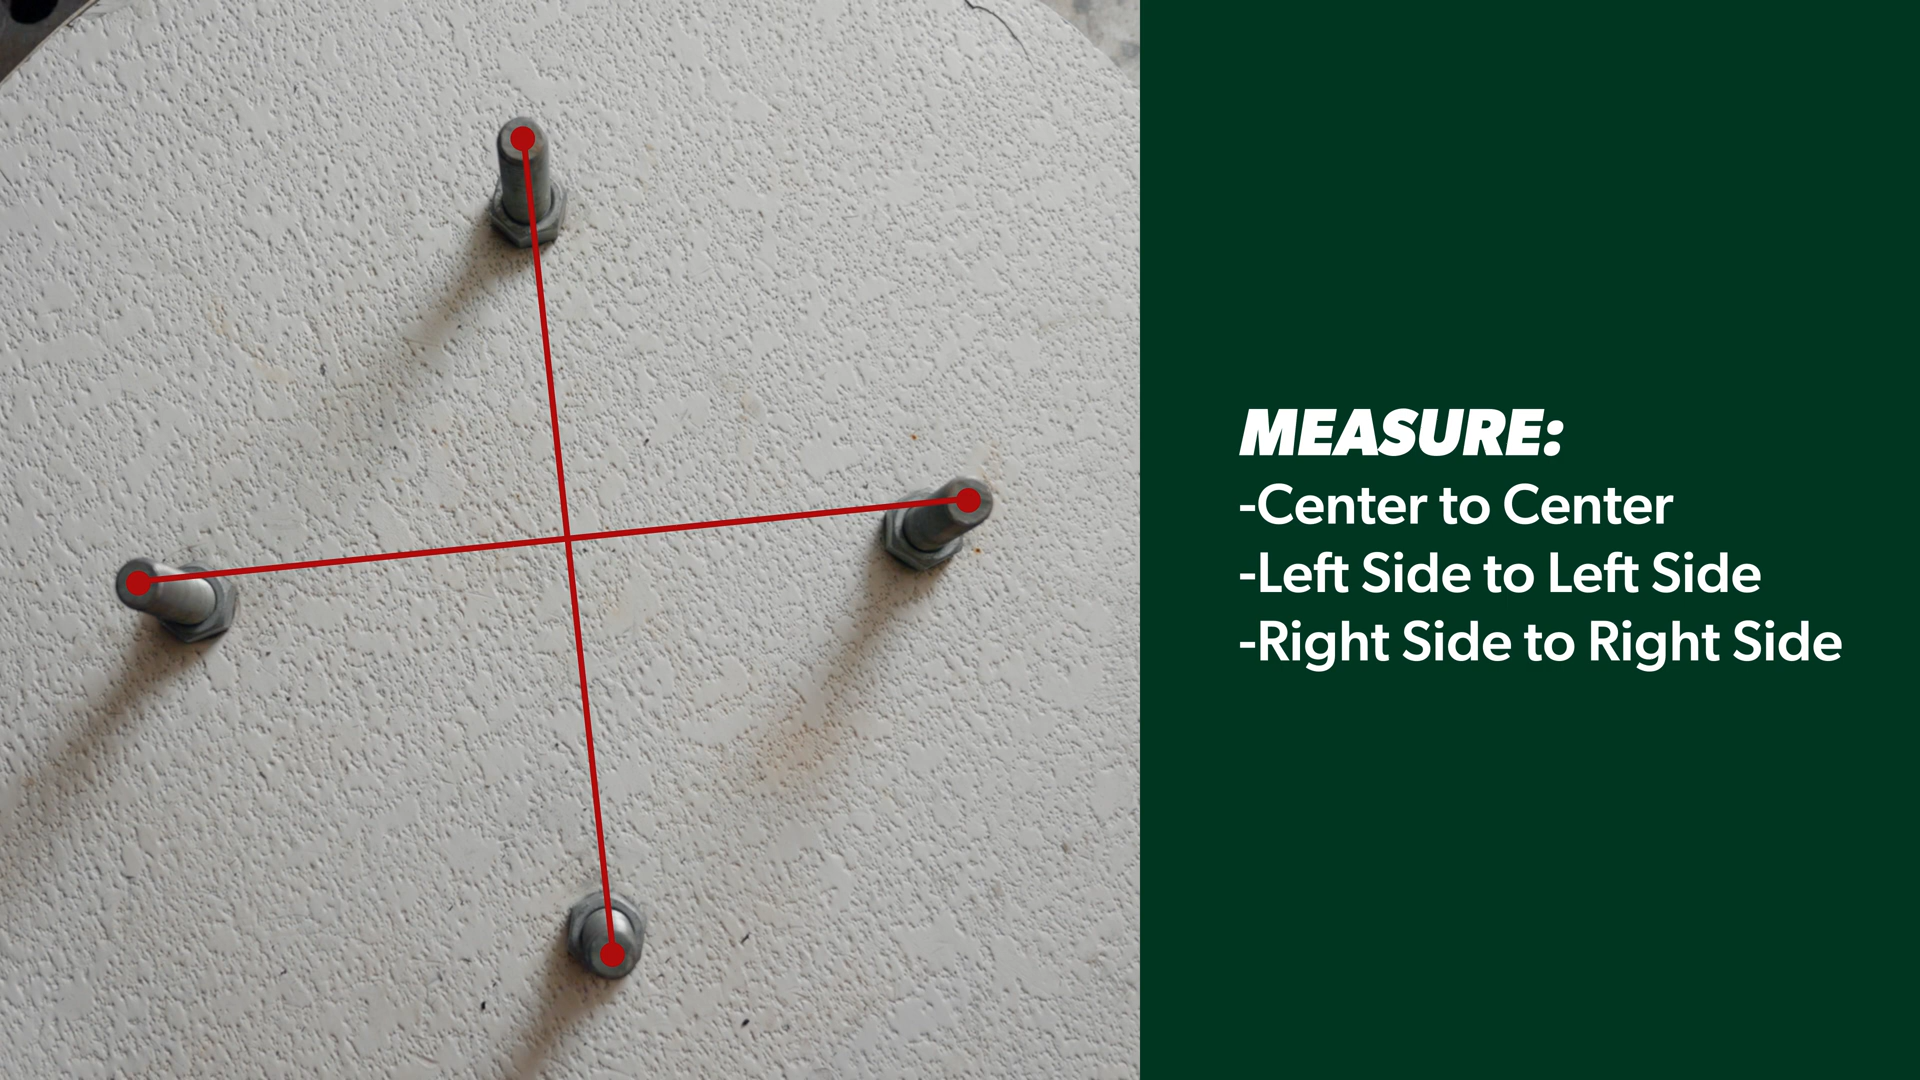 MEASURE:
-Center to Center
-Left Side to Left Side
-Right Side to Right Side